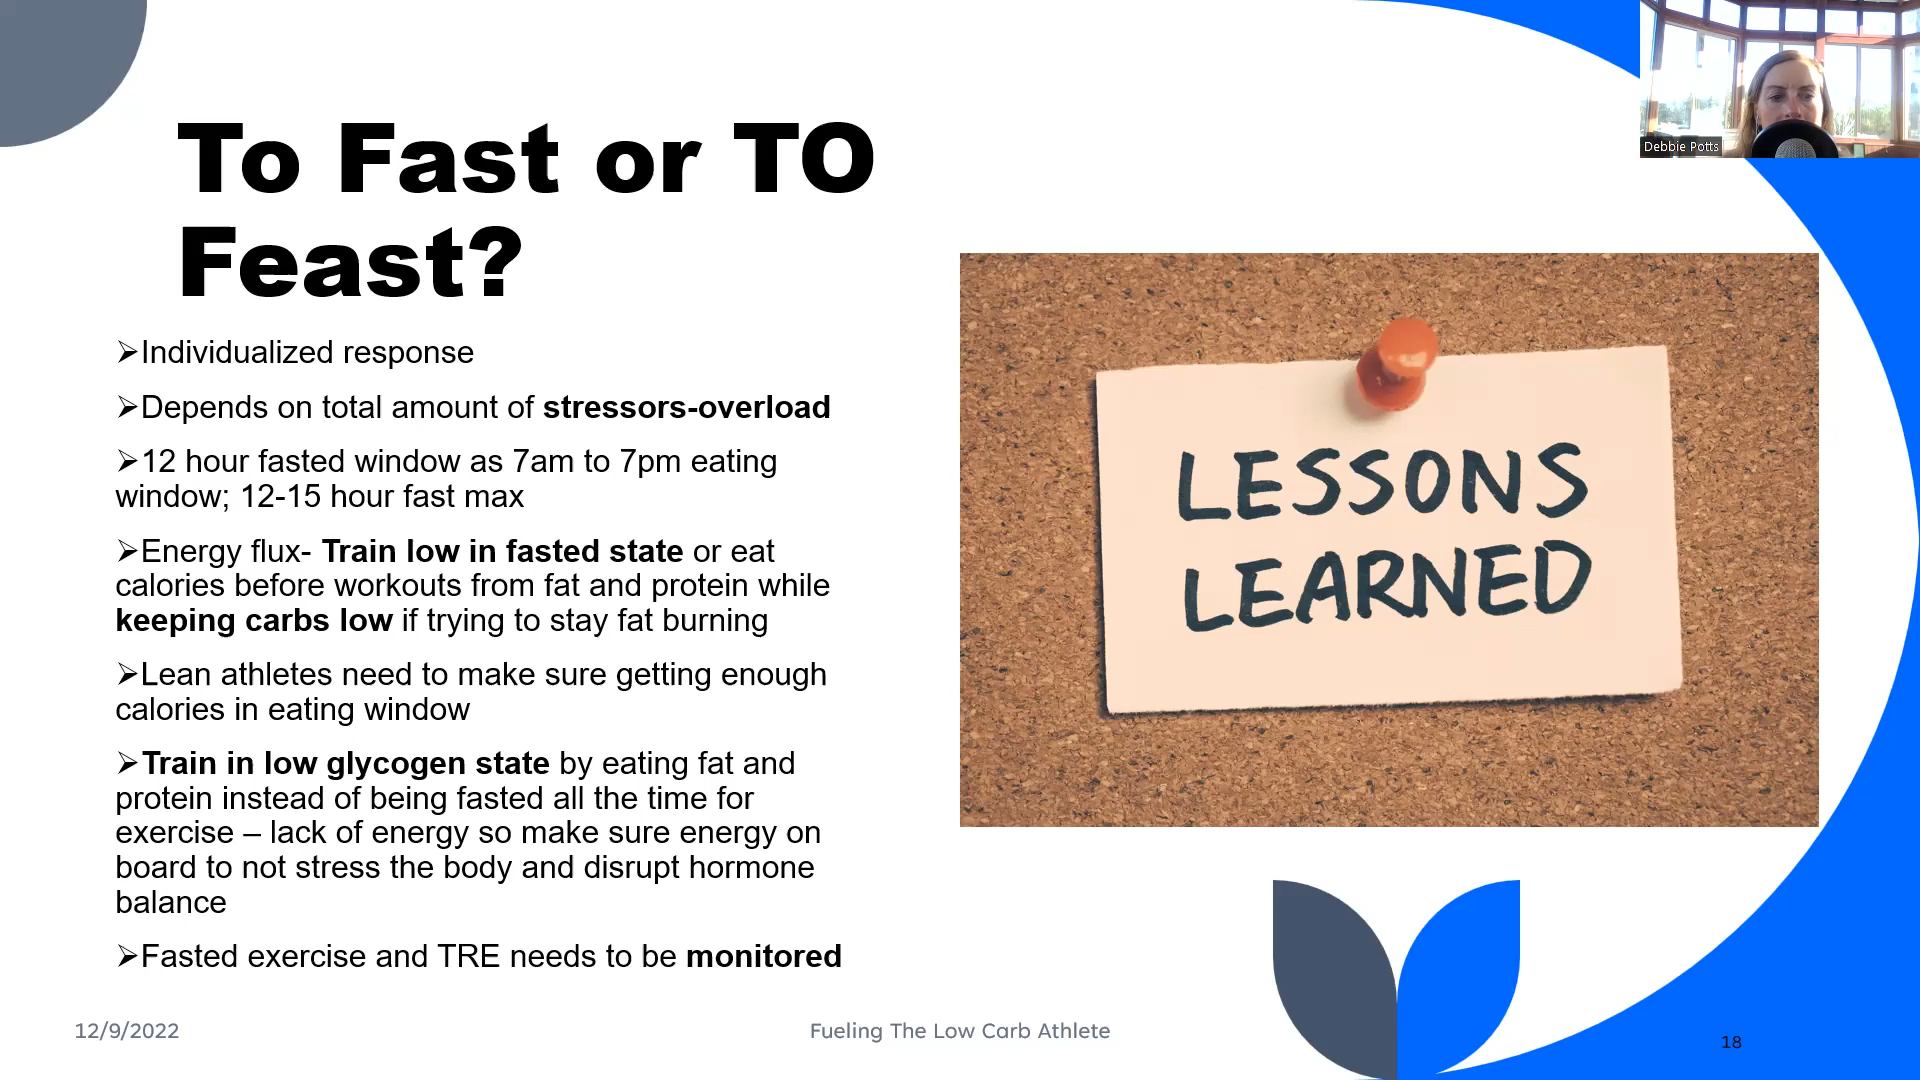 To Fast or TO
Feast?
➢Individualized response
➢Depends on total amount of stressors-overload
➢12 hour fasted window as 7am to 7pm eating
window; 12-15 hour fast max
➢Energy flux- Train low in fasted state or eat
calories before workouts from fat and protein while
keeping carbs low if trying to stay fat burning
➢Lean athletes need to make sure getting enough
calories in eating window
➢Train in low glycogen state by eating fat and
protein instead of being fasted all the time for
exercise – lack of energy so make sure energy on
board to not stress the body and disrupt hormone
balance
➢Fasted exercise and TRE needs to be monitored
LESSONS
LEARNED
Debbie Potts
12/9/2022
Fueling The Low Carb Athlete
18